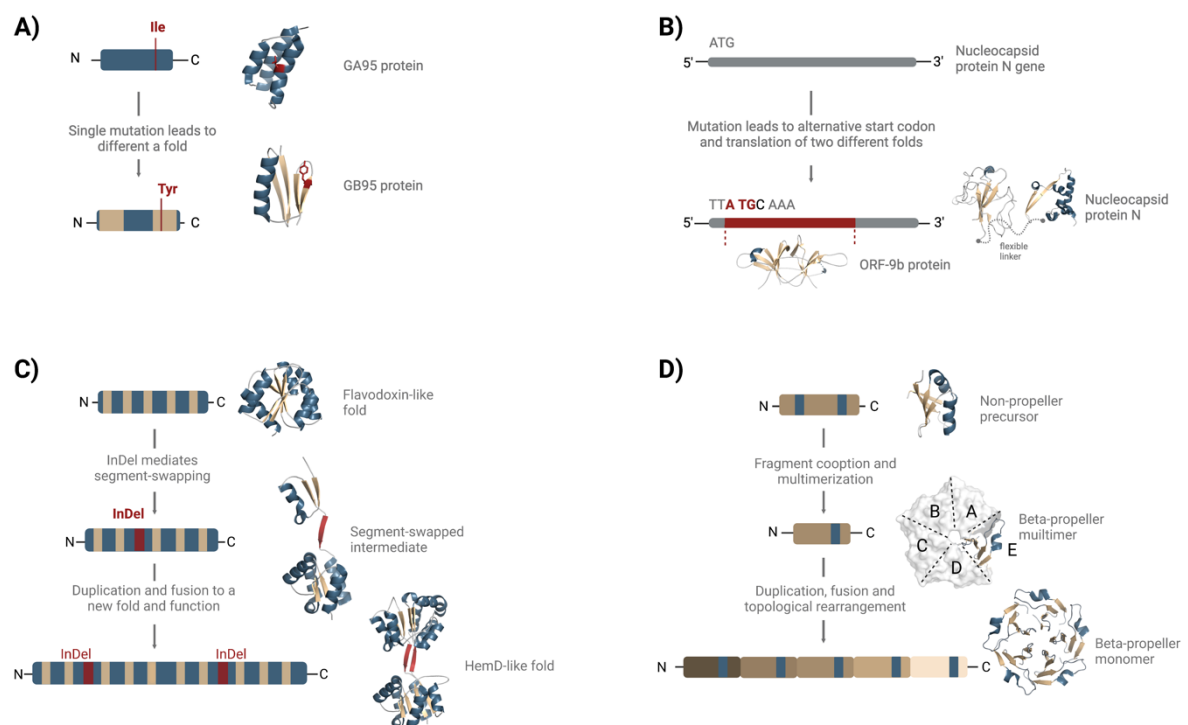 A)
Ile
N
C
GA95 protein
Single mutation leads to
different a fold
GB95 protein
Tyr
N
C
B)
ATG
5'
3'
Nucleocapsid
protein N gene
Mutation leads to alternative start codon
and translation of two different folds
TTA TGC AAA
5'
3'
Nucleocapsid
protein N
flexible
linker
ORF-9b protein
C)
N
C
Flavodoxin-like
fold
InDel mediates
segment-swapping
InDel
N
C
Segment-swapped
intermediate
Duplication and fusion to a
new fold and function
InDel
InDel
N
C
HemD-like fold
D)
N
C
Non-propeller
precursor
Fragment cooption and
multimerization
B
A
C
E
D
Beta-propeller
muiltimer
N
C
Duplication, fusion and
topological rearrangement
Beta-propeller
monomer
N
C